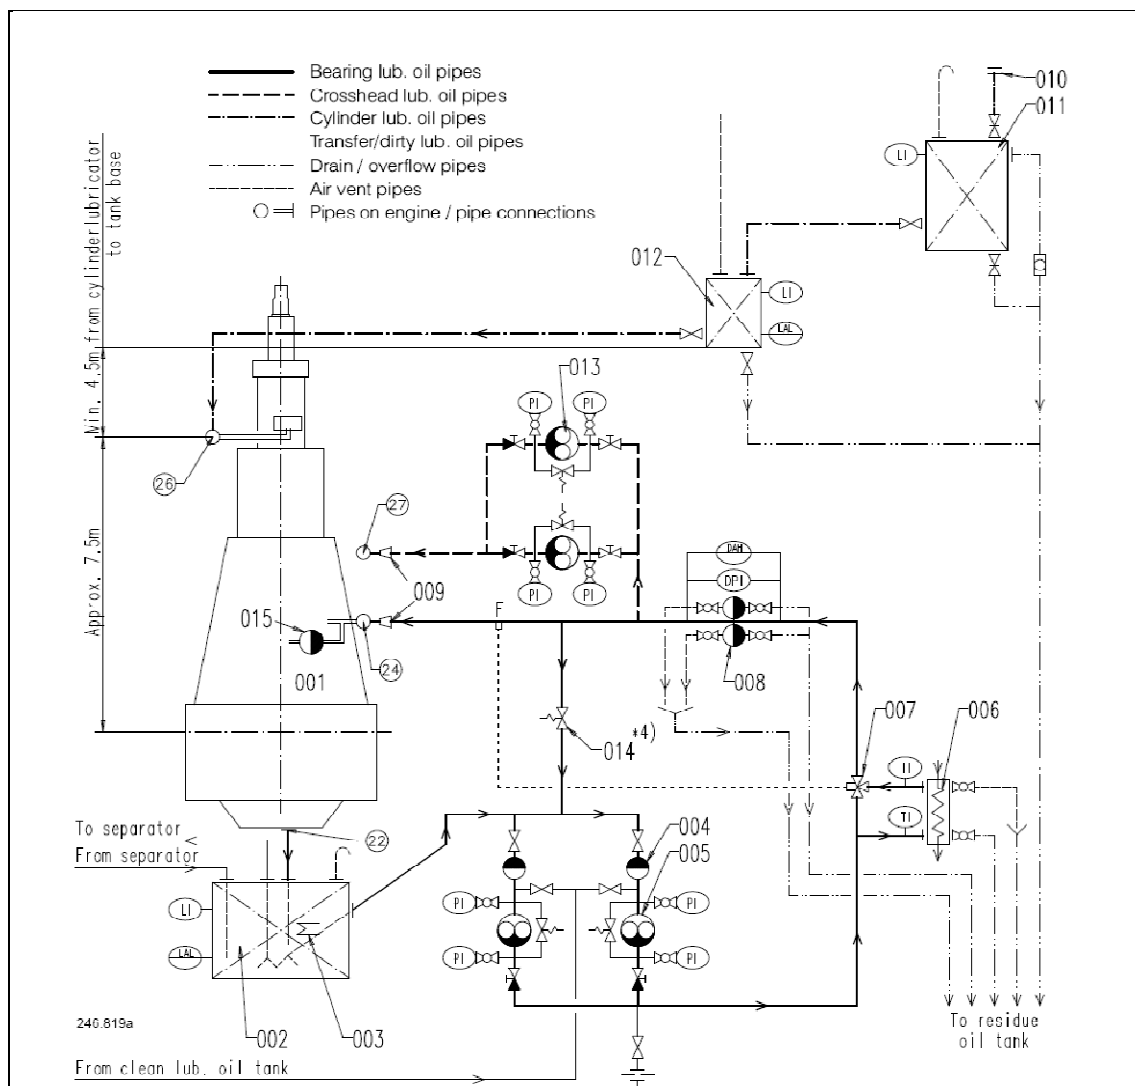 Bearing lub. oil pipes
Crosshead lub. oil pipes
Cylinder lub. oil pipes
Transfer/dirty lub. oil pipes
Drain / overflow pipes
Air vent pipes
Pipes on engine / pipe connections
010
011
LI
Min. 4.5m from cylinder lubricator
to tank base
012
LI
LAL
013
PI
PI
26
27
Approx. 7.5m
PI
PI
DAH
DPI
009
F
015
24
001
008
007
006
014 *4)
TI
TI
To separator
From separator
22
004
005
LI
PI
PI
LAL
PI
PI
246.819a
002
003
To residue
oil tank
From clean lub. oil tank